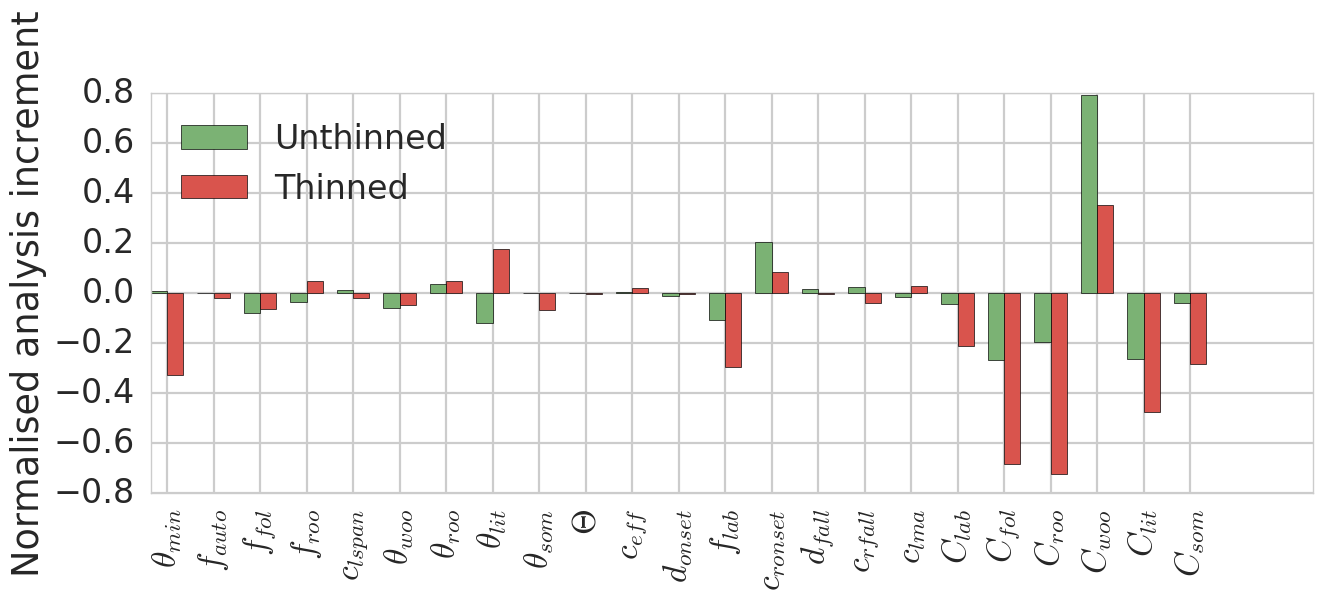 Normalised analysis increment
0.8
0.6
0.4
0.2
0.0
−0.2
−0.4
−0.6
−0.8
Unthinned
Thinned
θmin
fauto
ffol
froo
clspan
θwoo
θroo
θlit
θsom
Θ
ceff
donset
flab
cronset
dfall
crfall
clma
Clab
Cfol
Croo
Cwoo
Clit
Csom